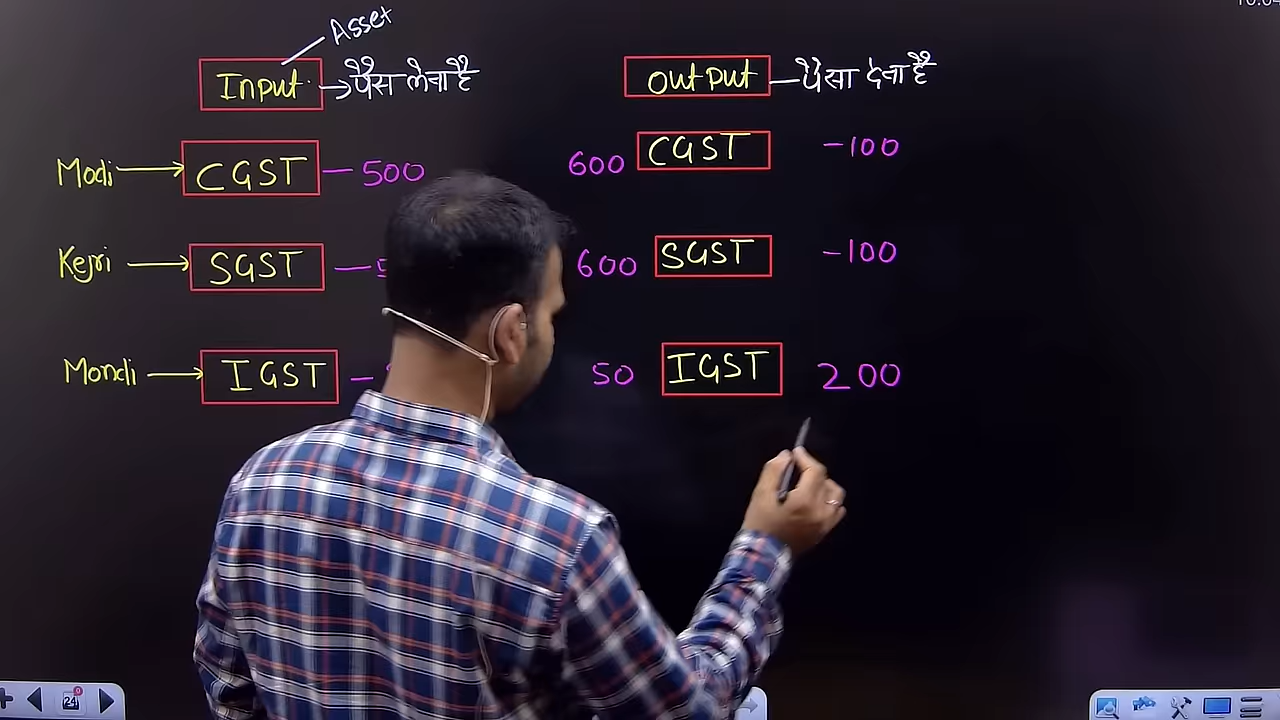 Asset
Input → पैसे लेना है
output — पैसा देना है
Modi → CGST — 500
600 CGST -100
Kejri → SGST —
600 SGST -100
Mondi → IGST —
50 IGST 200
24